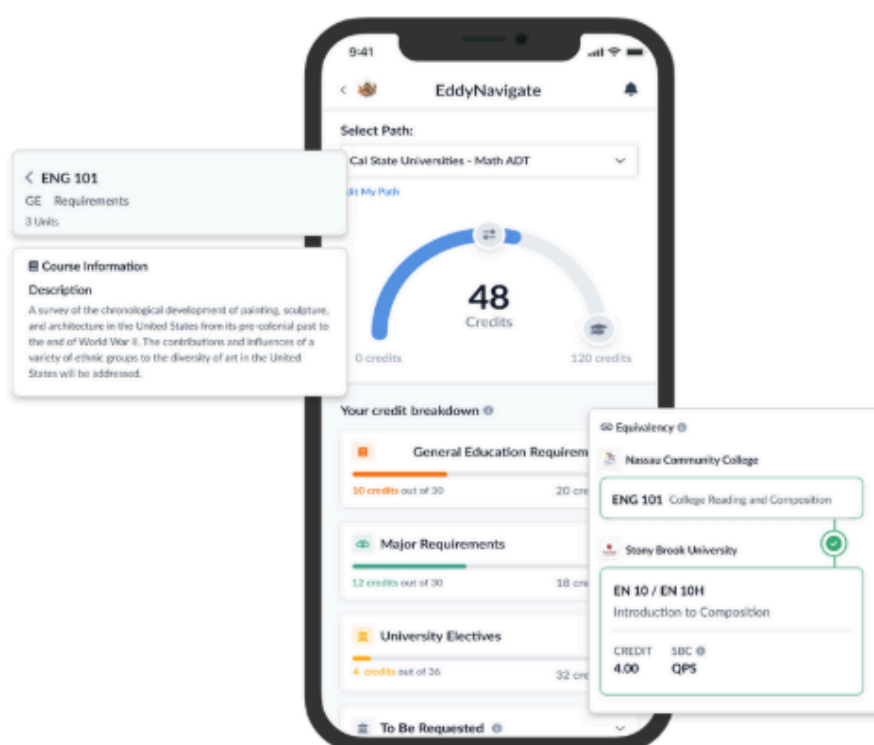 9:41
EddyNavigate
Select Path:
Cal State Universities - Math ADT
dit My Path
48
Credits
0 credits
120 credits
Your credit breakdown
General Education Requirem
10 credits out of 30
20 cre
Major Requirements
12 credits out of 30
18 cre
University Electives
4 credits out of 36
32 cre
To Be Requested
ENG 101
GE Requirements
3 Units
Course Information
Description
A survey of the chronological development of painting, sculpture,
and architecture in the United States from its pre-colonial past to
the end of World War II. The contributions and influences of a
variety of ethnic groups to the diversity of art in the United
States will be addressed.
Equivalency
Nassau Community College
ENG 101 College Reading and Composition
Stony Brook University
EN 10 / EN 10H
Introduction to Composition
CREDIT SBC
4.00 QPS